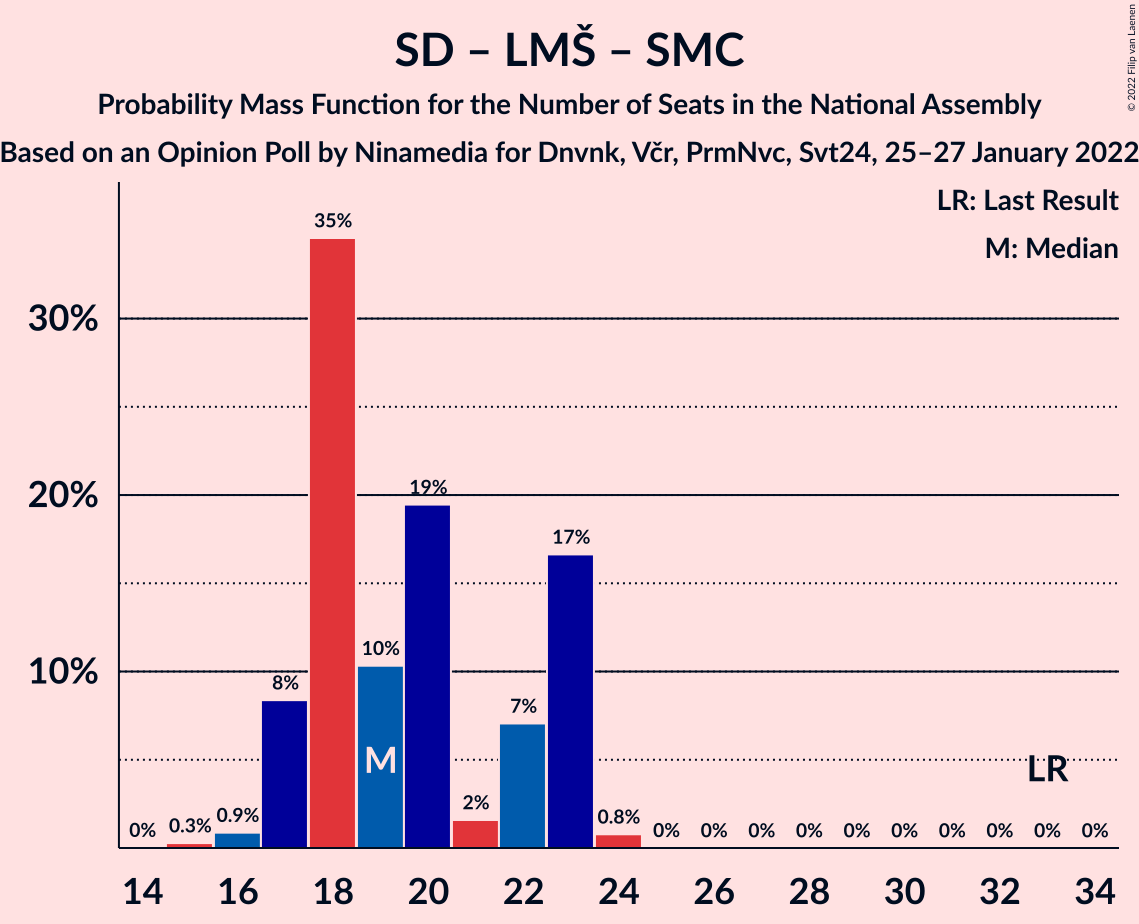 © 2022 Filip van Laenen
SD – LMŠ – SMC
Probability Mass Function for the Number of Seats in the National Assembly
Based on an Opinion Poll by Ninamedia for Dnvnk, Včr, PrmNvc, Svt24, 25–27 January 2022
LR: Last Result
M: Median
30%
20%
10%
0% 0.3% 0.9% 8% 35% 10% 19% 2% 7% 17% 0.8% 0% 0% 0% 0% 0% 0% 0% 0% 0% 0%
M
LR
14 16 18 20 22 24 26 28 30 32 34